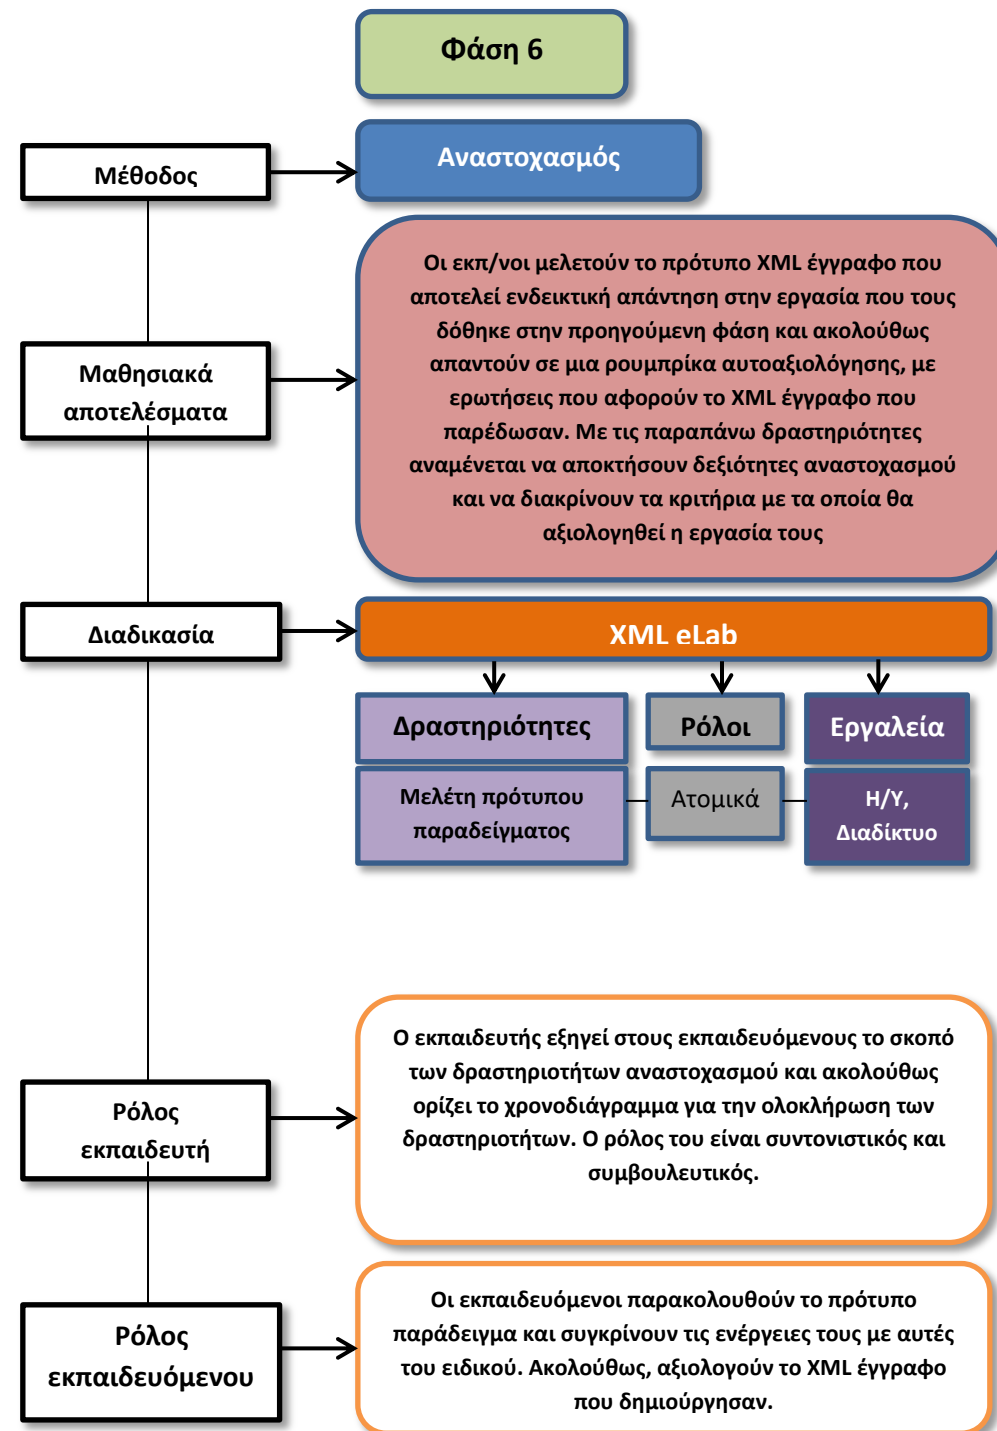 Φάση 6
Μέθοδος
Αναστοχασμός
Μαθησιακά
αποτελέσματα
Οι εκπ/νοι μελετούν το πρότυπο XML έγγραφο που
αποτελεί ενδεικτική απάντηση στην εργασία που τους
δόθηκε στην προηγούμενη φάση και ακολούθως
απαντούν σε μια ρουμπρίκα αυτοαξιολόγησης, με
ερωτήσεις που αφορούν το XML έγγραφο που
παρέδωσαν. Με τις παραπάνω δραστηριότητες
αναμένεται να αποκτήσουν δεξιότητες αναστοχασμού
και να διακρίνουν τα κριτήρια με τα οποία θα
αξιολογηθεί η εργασία τους
Διαδικασία
XML eLab
Δραστηριότητες
Ρόλοι
Εργαλεία
Μελέτη πρότυπου
παραδείγματος
Ατομικά
Η/Υ,
Διαδίκτυο
Ρόλος
εκπαιδευτή
Ο εκπαιδευτής εξηγεί στους εκπαιδευόμενους το σκοπό
των δραστηριοτήτων αναστοχασμού και ακολούθως
ορίζει το χρονοδιάγραμμα για την ολοκλήρωση των
δραστηριοτήτων. Ο ρόλος του είναι συντονιστικός και
συμβουλευτικός.
Ρόλος
εκπαιδευόμενου
Οι εκπαιδευόμενοι παρακολουθούν το πρότυπο
παράδειγμα και συγκρίνουν τις ενέργειες τους με αυτές
του ειδικού. Ακολούθως, αξιολογούν το XML έγγραφο
που δημιούργησαν.